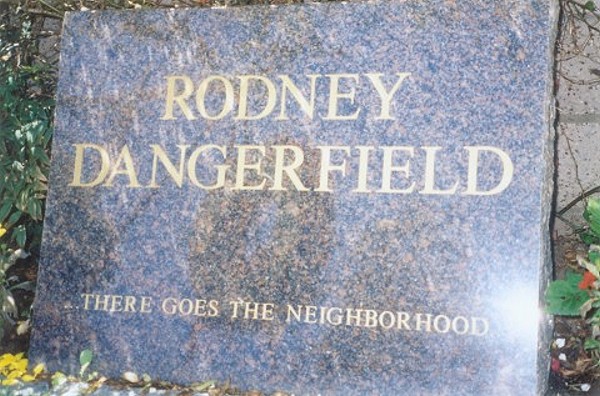 RODNEY
DANGERFIELD
...THERE GOES THE NEIGHBORHOOD